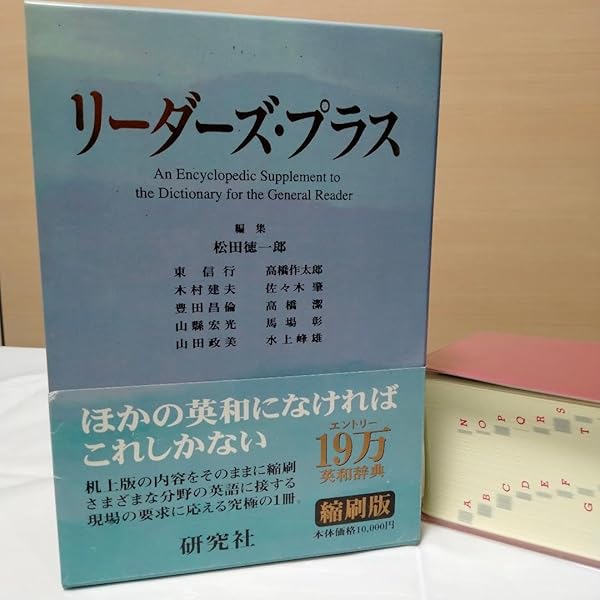 リーダーズ・プラス
An Encyclopedic Supplement to
the Dictionary for the General Reader
編集
松田徳一郎
東信行 高橋作太郎
木村建夫 佐々木肇
豊田昌倫 高橋潔
山縣宏光 馬場彰
山田政美 水上峰雄
ほかの英和になければ
これしかない
机上版の内容をそのままに縮刷
さまざまな分野の英語に接する
現場の要求に応える究極の1冊。
エントリー
19万
英和辞典
縮刷版
本体価格10,000円
研究社
N O P Q R S T
A B C D E F G